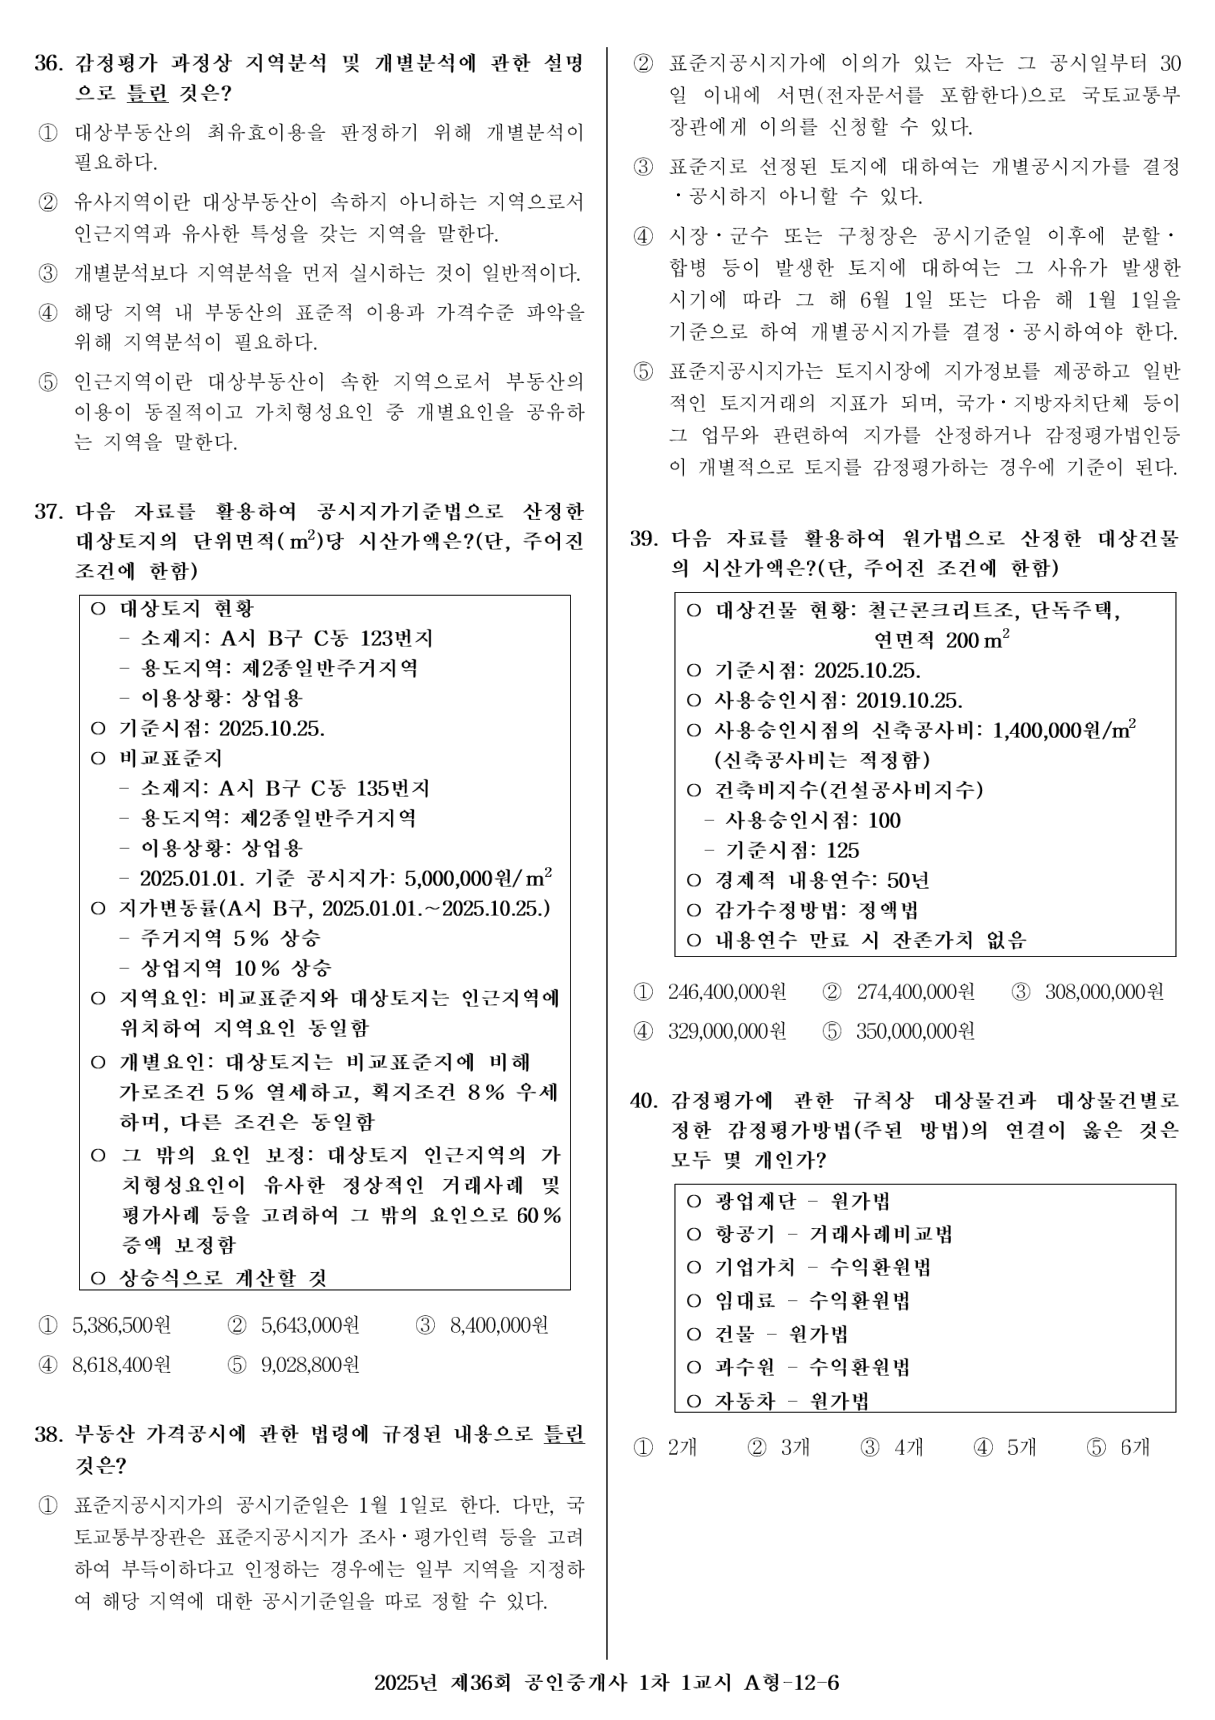 36. 감정평가 과정상 지역분석 및 개별분석에 관한 설명
으로 틀린 것은?
① 대상부동산의 최유효이용을 판정하기 위해 개별분석이
필요하다.
② 유사지역이란 대상부동산이 속하지 아니하는 지역으로서
인근지역과 유사한 특성을 갖는 지역을 말한다.
③ 개별분석보다 지역분석을 먼저 실시하는 것이 일반적이다.
④ 해당 지역 내 부동산의 표준적 이용과 가격수준 파악을
위해 지역분석이 필요하다.
⑤ 인근지역이란 대상부동산이 속한 지역으로서 부동산의
이용이 동질적이고 가치형성요인 중 개별요인을 공유하
는 지역을 말한다.
37. 다음 자료를 활용하여 공시지가기준법으로 산정한
대상토지의 단위면적(m²)당 시산가액은?(단, 주어진
조건에 한함)
○ 대상토지 현황
- 소재지: A시 B구 C동 123번지
- 용도지역: 제2종일반주거지역
- 이용상황: 상업용
○ 기준시점: 2025.10.25.
○ 비교표준지
- 소재지: A시 B구 C동 135번지
- 용도지역: 제2종일반주거지역
- 이용상황: 상업용
- 2025.01.01. 기준 공시지가: 5,000,000원/m²
○ 지가변동률(A시 B구, 2025.01.01.~2025.10.25.)
- 주거지역 5% 상승
- 상업지역 10% 상승
○ 지역요인: 비교표준지와 대상토지는 인근지역에
위치하여 지역요인 동일함
○ 개별요인: 대상토지는 비교표준지에 비해
가로조건 5% 열세하고, 획지조건 8% 우세
하며, 다른 조건은 동일함
○ 그 밖의 요인 보정: 대상토지 인근지역의 가
치형성요인이 유사한 정상적인 거래사례 및
평가사례 등을 고려하여 그 밖의 요인으로 60%
증액 보정함
○ 상승식으로 계산할 것
① 5,386,500원 ② 5,643,000원 ③ 8,400,000원
④ 8,618,400원 ⑤ 9,028,800원
38. 부동산 가격공시에 관한 법령에 규정된 내용으로 틀린
것은?
① 표준지공시지가의 공시기준일은 1월 1일로 한다. 다만, 국
토교통부장관은 표준지공시지가 조사・평가인력 등을 고려
하여 부득이하다고 인정하는 경우에는 일부 지역을 지정하
여 해당 지역에 대한 공시기준일을 따로 정할 수 있다.
② 표준지공시지가에 이의가 있는 자는 그 공시일부터 30
일 이내에 서면(전자문서를 포함한다)으로 국토교통부
장관에게 이의를 신청할 수 있다.
③ 표준지로 선정된 토지에 대하여는 개별공시지가를 결정
・공시하지 아니할 수 있다.
④ 시장・군수 또는 구청장은 공시기준일 이후에 분할・
합병 등이 발생한 토지에 대하여는 그 사유가 발생한
시기에 따라 그 해 6월 1일 또는 다음 해 1월 1일을
기준으로 하여 개별공시지가를 결정・공시하여야 한다.
⑤ 표준지공시지가는 토지시장에 지가정보를 제공하고 일반
적인 토지거래의 지표가 되며, 국가・지방자치단체 등이
그 업무와 관련하여 지가를 산정하거나 감정평가법인등
이 개별적으로 토지를 감정평가하는 경우에 기준이 된다.
39. 다음 자료를 활용하여 원가법으로 산정한 대상건물
의 시산가액은?(단, 주어진 조건에 한함)
○ 대상건물 현황: 철근콘크리트조, 단독주택,
연면적 200m²
○ 기준시점: 2025.10.25.
○ 사용승인시점: 2019.10.25.
○ 사용승인시점의 신축공사비: 1,400,000원/m²
(신축공사비는 적정함)
○ 건축비지수(건설공사비지수)
- 사용승인시점: 100
- 기준시점: 125
○ 경제적 내용연수: 50년
○ 감가수정방법: 정액법
○ 내용연수 만료 시 잔존가치 없음
① 246,400,000원 ② 274,400,000원 ③ 308,000,000원
④ 329,000,000원 ⑤ 350,000,000원
40. 감정평가에 관한 규칙상 대상물건과 대상물건별로
정한 감정평가방법(주된 방법)의 연결이 옳은 것은
모두 몇 개인가?
○ 광업재단 - 원가법
○ 항공기 - 거래사례비교법
○ 기업가치 - 수익환원법
○ 임대료 - 수익환원법
○ 건물 - 원가법
○ 과수원 - 수익환원법
○ 자동차 - 원가법
① 2개 ② 3개 ③ 4개 ④ 5개 ⑤ 6개
2025년 제36회 공인중개사 1차 1교시 A형-12-6